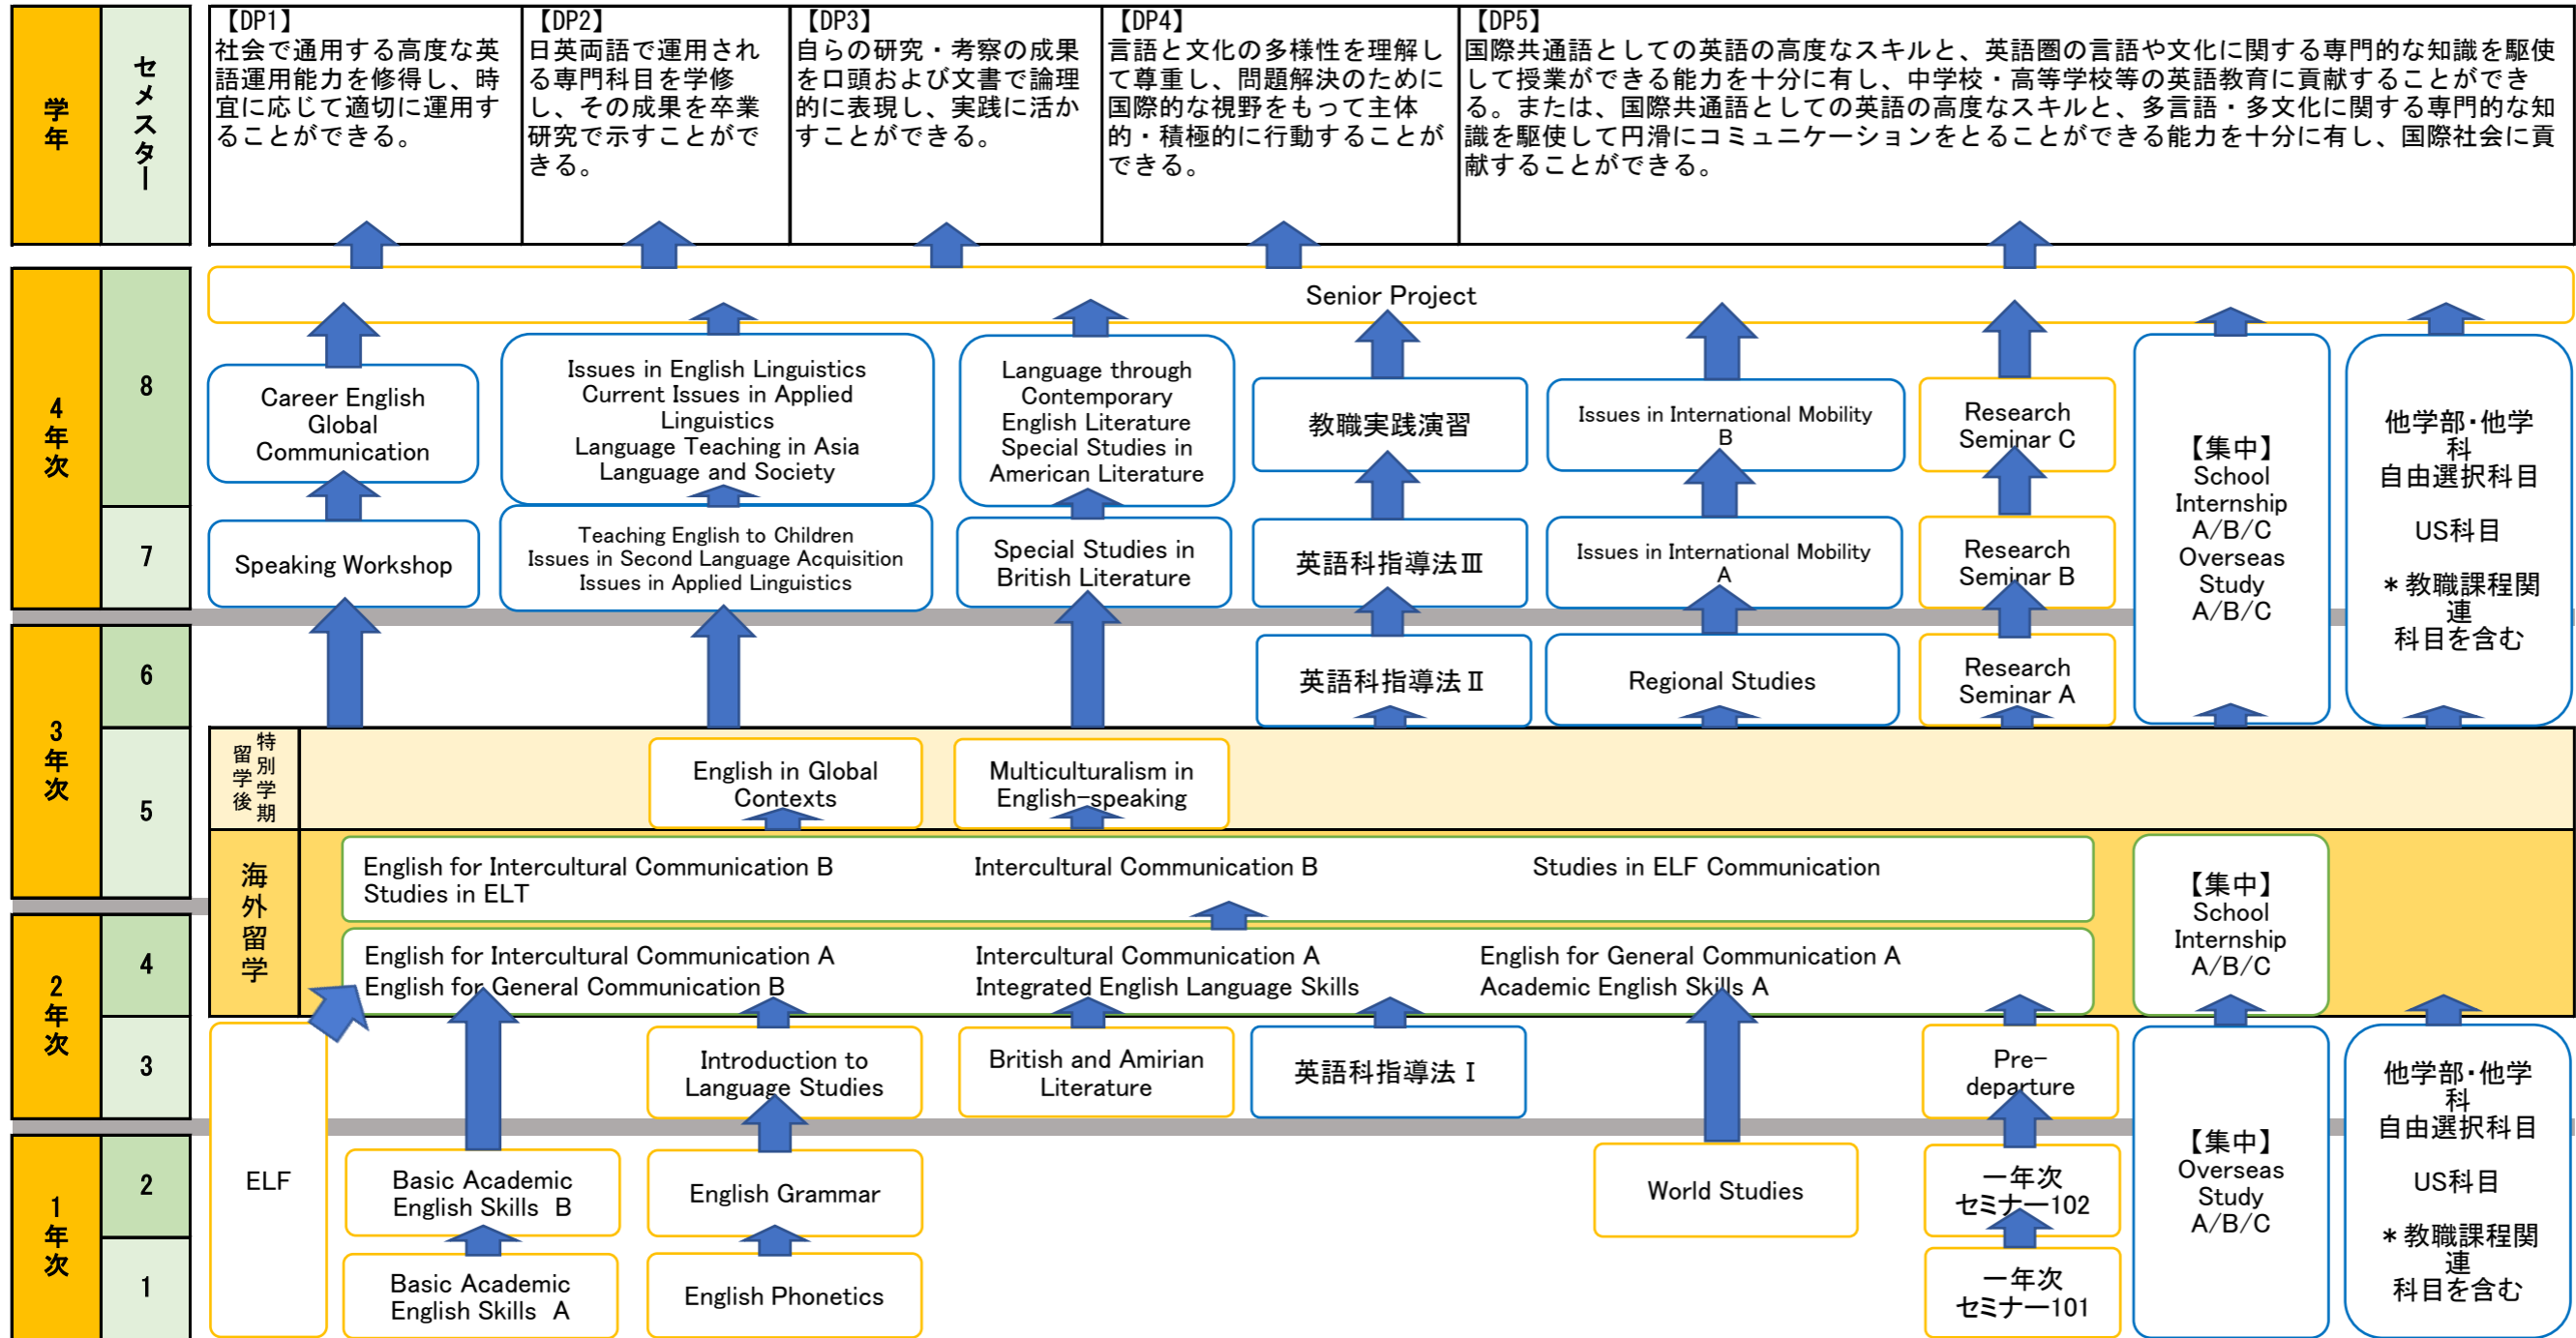 学年
セメスター
【DP1】
社会で通用する高度な英
語運用能力を修得し、時
宜に応じて適切に運用す
ることができる。
【DP2】
日英両語で運用され
る専門科目を学修
し、その成果を卒業
研究で示すことがで
きる。
【DP3】
自らの研究・考察の成果
を口頭および文書で論理
的に表現し、実践に活か
すことができる。
【DP4】
言語と文化の多様性を理解し
て尊重し、問題解決のために
国際的な視野をもって主体
的・積極的に行動することが
できる。
【DP5】
国際共通語としての英語の高度なスキルと、英語圏の言語や文化に関する専門的な知識を駆使
して授業ができる能力を十分に有し、中学校・高等学校等の英語教育に貢献することができ
る。または、国際共通語としての英語の高度なスキルと、多言語・多文化に関する専門的な知
識を駆使して円滑にコミュニケーションをとることができる能力を十分に有し、国際社会に貢
献することができる。
Senior Project
4年次
8
Career English
Global
Communication
Issues in English Linguistics
Current Issues in Applied
Linguistics
Language Teaching in Asia
Language and Society
Language through
Contemporary
English Literature
Special Studies in
American Literature
教職実践演習
Issues in International Mobility
B
Research
Seminar C
【集中】
School
Internship
A/B/C
Overseas
Study
A/B/C
他学部・他学
科
自由選択科目
US科目
＊教職課程関
連
科目を含む
7
Speaking Workshop
Teaching English to Children
Issues in Second Language Acquisition
Issues in Applied Linguistics
Special Studies in
British Literature
英語科指導法Ⅲ
Issues in International Mobility
A
Research
Seminar B
3年次
6
英語科指導法Ⅱ
Regional Studies
Research
Seminar A
5
特別学期
留学後
English in Global
Contexts
Multiculturalism in
English-speaking
海外留学
English for Intercultural Communication B
Studies in ELT
Intercultural Communication B
Studies in ELF Communication
【集中】
School
Internship
A/B/C
2年次
4
English for Intercultural Communication A
English for General Communication B
Intercultural Communication A
Integrated English Language Skills
English for General Communication A
Academic English Skills A
3
Introduction to
Language Studies
British and Amirian
Literature
英語科指導法Ⅰ
Pre-
departure
【集中】
Overseas
Study
A/B/C
他学部・他学
科
自由選択科目
US科目
＊教職課程関
連
科目を含む
1年次
2
ELF
Basic Academic
English Skills B
English Grammar
World Studies
一年次
セミナー102
1
Basic Academic
English Skills A
English Phonetics
一年次
セミナー101